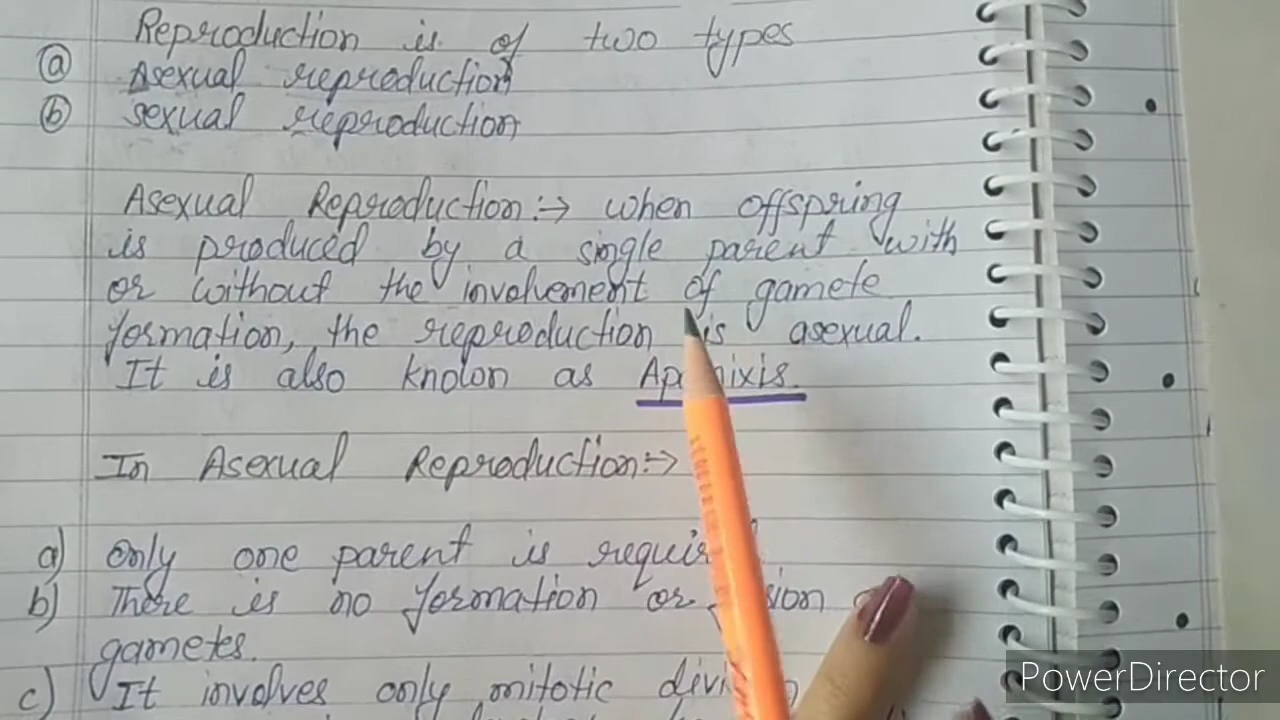 Reproduction is of two types
(a) Asexual reproduction
(b) sexual reproduction
Asexual Reproduction:→ when offspring
is produced by a single parent with
or without the involvement of gamete
formation, the reproduction is asexual.
It is also known as
In Asexual Reproduction:→
a) Only one parent is
b) There is no formation or
gametes.
c) It involves only mitotic
PowerDirector